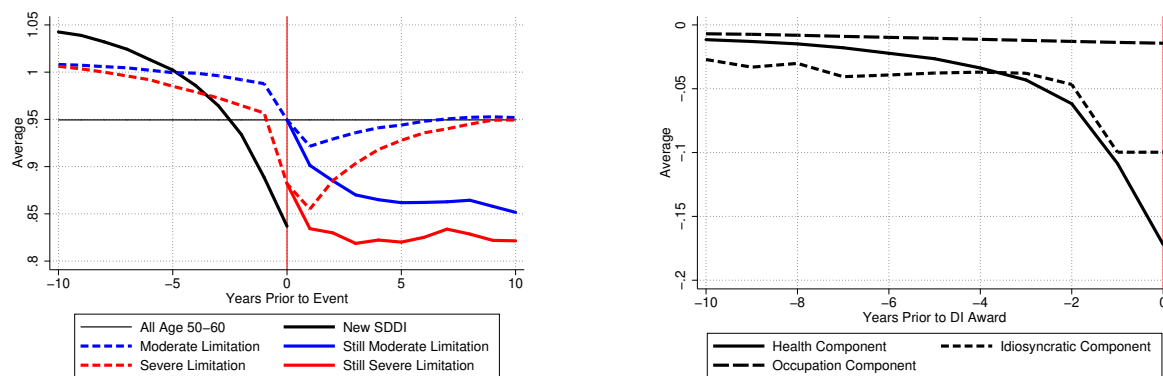 1.05
1
.95
.9
.85
.8
Average
−10 −5 0 5 10
Years Prior to Event
All Age 50−60 New SDDI
Moderate Limitation Still Moderate Limitation
Severe Limitation Still Severe Limitation
−0
−.05
−.1
−.15
−.2
Average
−10 −8 −6 −4 −2 0
Years Prior to DI Award
Health Component Idiosyncratic Component
Occupation Component